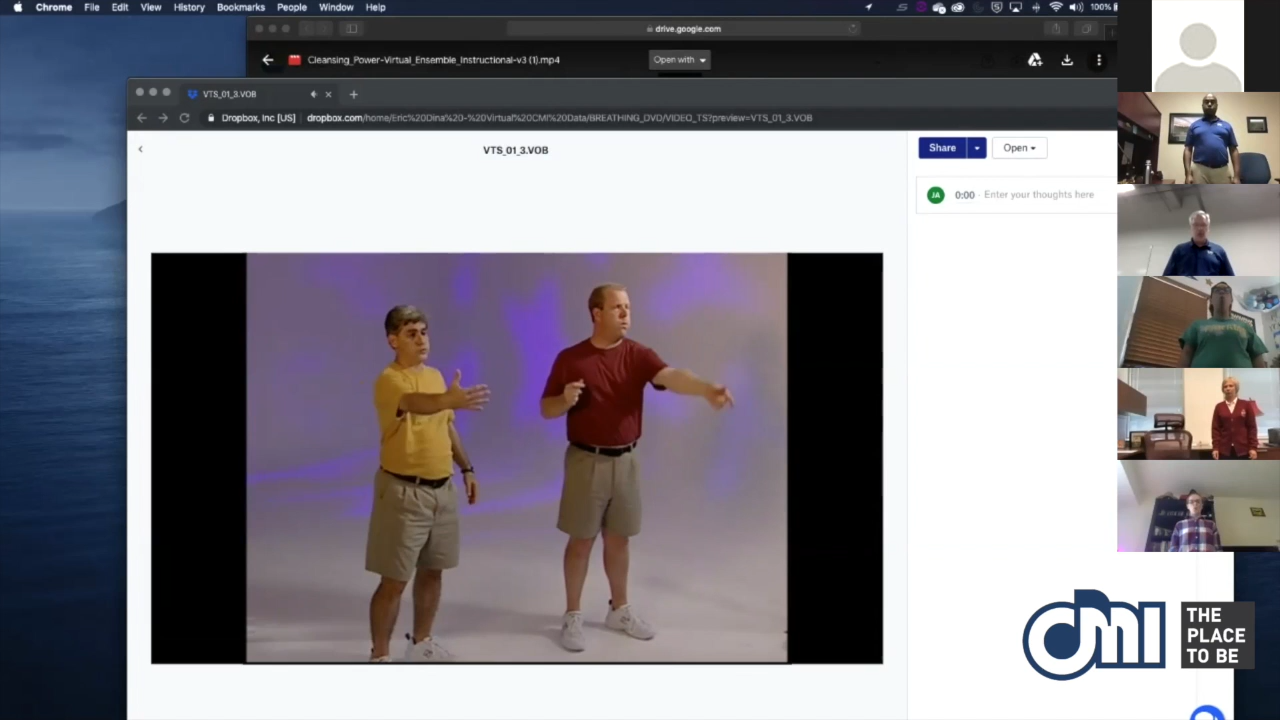 Chrome File Edit View History Bookmarks People Window Help 100%
drive.google.com
Cleansing_Power-Virtual_Ensemble_Instructional-v3 (1).mp4 Open with
VTS_01_3.VOB
Dropbox, Inc [US] dropbox.com/home/Eric%20Dina%20-%20Virtual%20CMI%20Data/BREATHING_DVD/VIDEO_TS?preview=VTS_01_3.VOB
VTS_01_3.VOB
Share Open
JA 0:00 - Enter your thoughts here
cmi THE
PLACE
TO BE